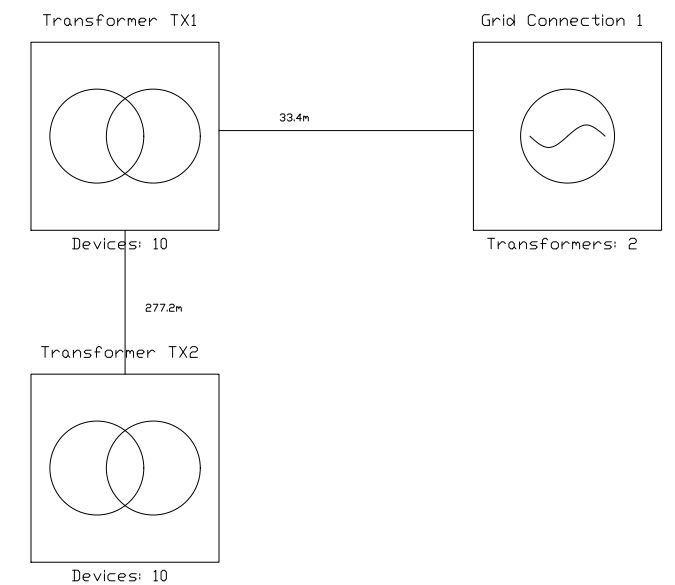 Transformer TX1
Grid Connection 1
33.4m
Devices: 10
Transformers: 2
277.2m
Transformer TX2
Devices: 10